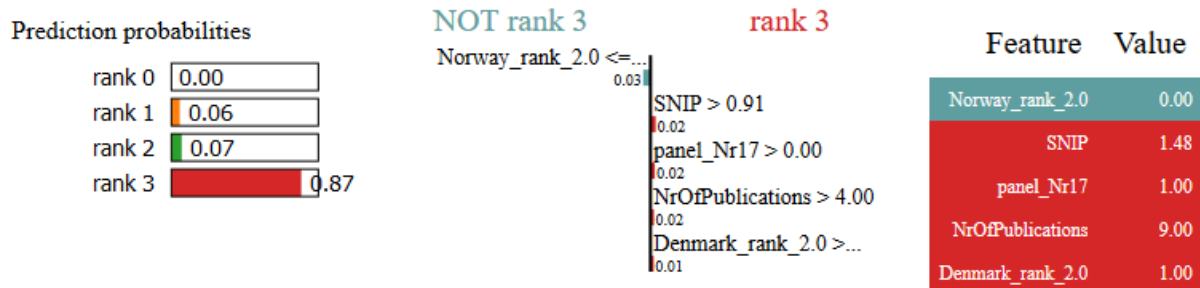 Prediction probabilities
rank 0 0.00
rank 1 0.06
rank 2 0.07
rank 3 0.87
NOT rank 3 rank 3
Norway_rank_2.0 <=...
0.03
SNIP > 0.91
0.02
panel_Nr17 > 0.00
0.02
NrOfPublications > 4.00
0.02
Denmark_rank_2.0 >...
0.01
Feature Value
Norway_rank_2.0 0.00
SNIP 1.48
panel_Nr17 1.00
NrOfPublications 9.00
Denmark_rank_2.0 1.00